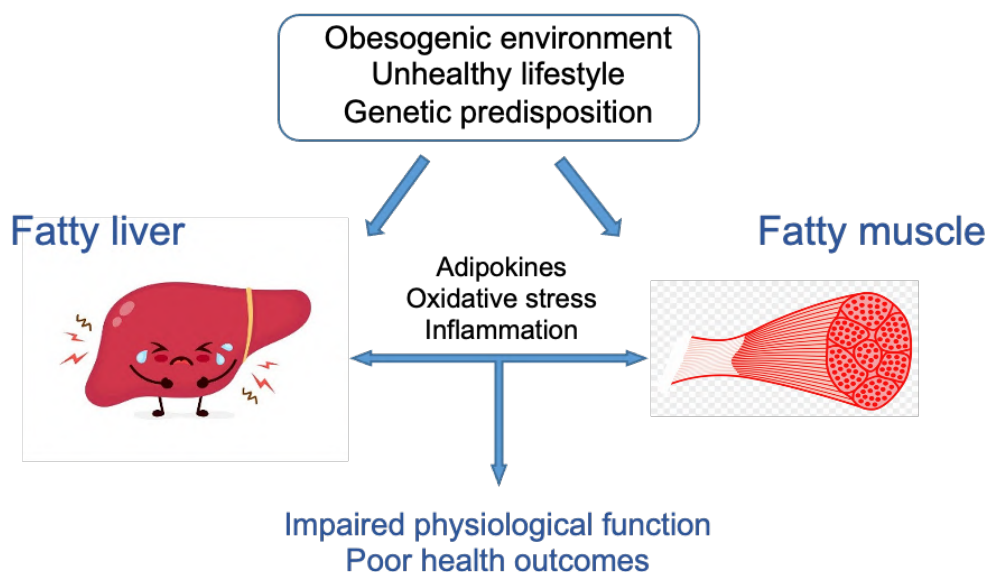 Obesogenic environment
Unhealthy lifestyle
Genetic predisposition
Fatty liver
Fatty muscle
Adipokines
Oxidative stress
Inflammation
Impaired physiological function
Poor health outcomes